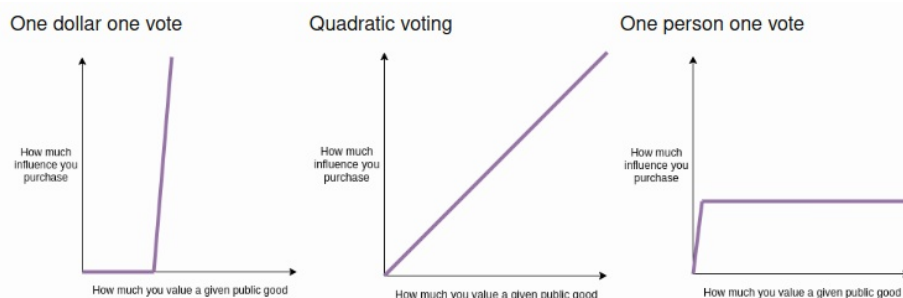 One dollar one vote
Quadratic voting
One person one vote
How much
influence you
purchase
How much
influence you
purchase
How much
influence you
purchase
How much you value a given public good
How much you value a given public good
How much you value a given public good